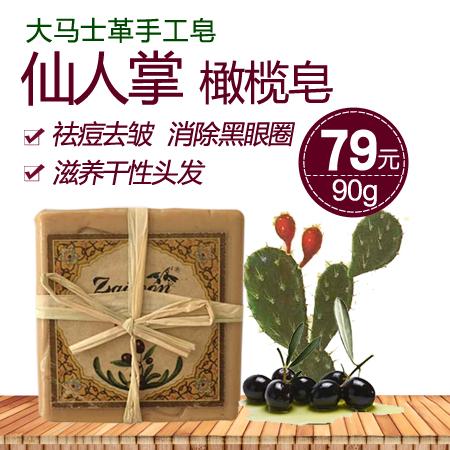 大马士革手工皂
仙人掌 橄榄皂
祛痘去皱 消除黑眼圈
滋养干性头发
79元
90g